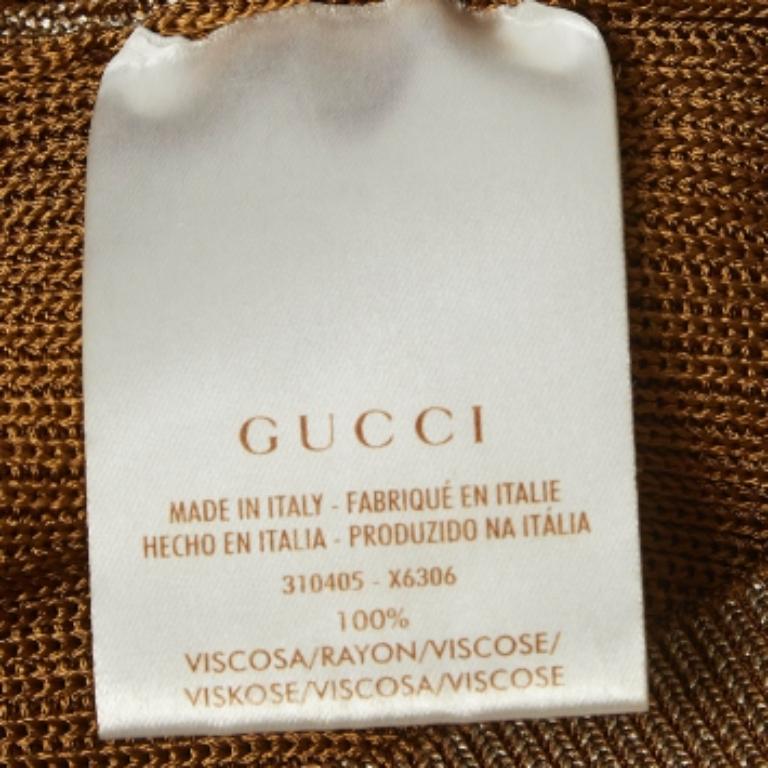 GUCCI
MADE IN ITALY - FABRIQUÉ EN ITALIE
HECHO EN ITALIA - PRODUZIDO NA ITÁLIA
310405 - X6306
100%
VISCOSA/RAYON/VISCOSE/
VISKOSE/VISCOSA/VISCOSE